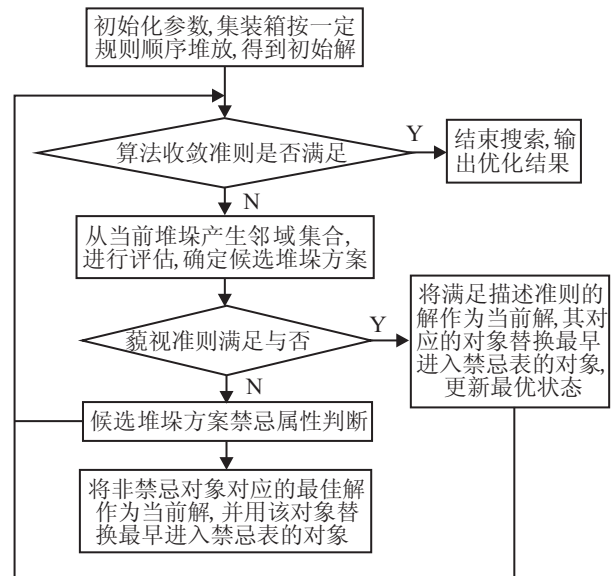 初始化参数,集装箱按一定
规则顺序堆放,得到初始解
算法收敛准则是否满足
Y
结束搜索,输
出优化结果
N
从当前堆垛产生邻域集合,
进行评估,确定候选堆垛方案
藐视准则满足与否
Y
将满足描述准则的
解作为当前解,其对
应的对象替换最早
进入禁忌表的对象,
更新最优状态
N
候选堆垛方案禁忌属性判断
将非禁忌对象对应的最佳解
作为当前解,并用该对象替
换最早进入禁忌表的对象